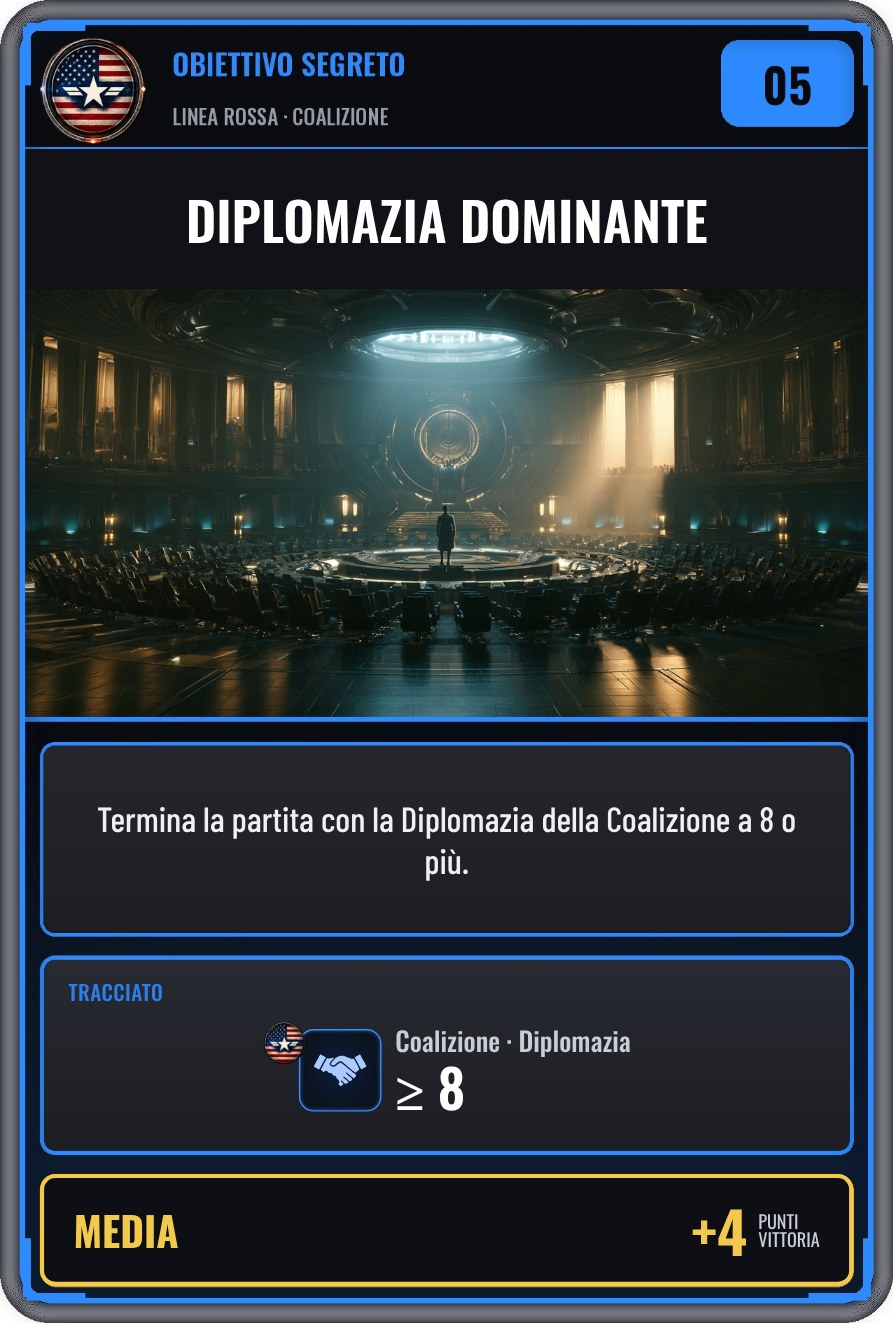 OBIETTIVO SEGRETO
LINEA ROSSA · COALIZIONE
05
DIPLOMAZIA DOMINANTE
Termina la partita con la Diplomazia della Coalizione a 8 o
più.
TRACCIATO
Coalizione · Diplomazia
≥ 8
MEDIA
+4 PUNTI
VITTORIA